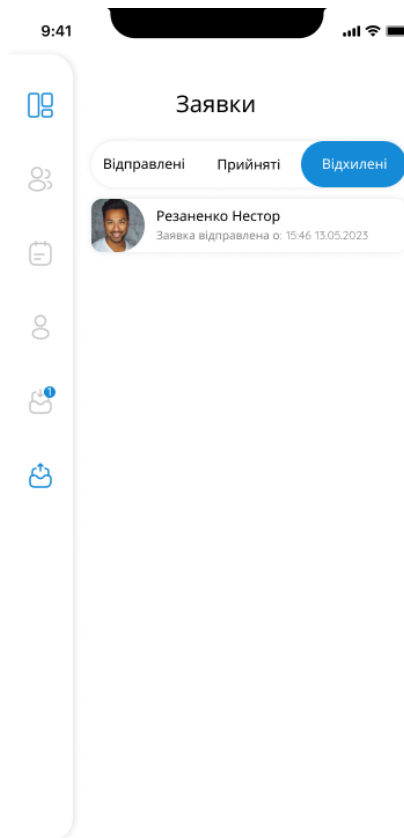 9:41
Заявки
Відправлені Прийняті Відхилені
Резаненко Нестор
Заявка відправлена о: 15:46 13.05.2023
1